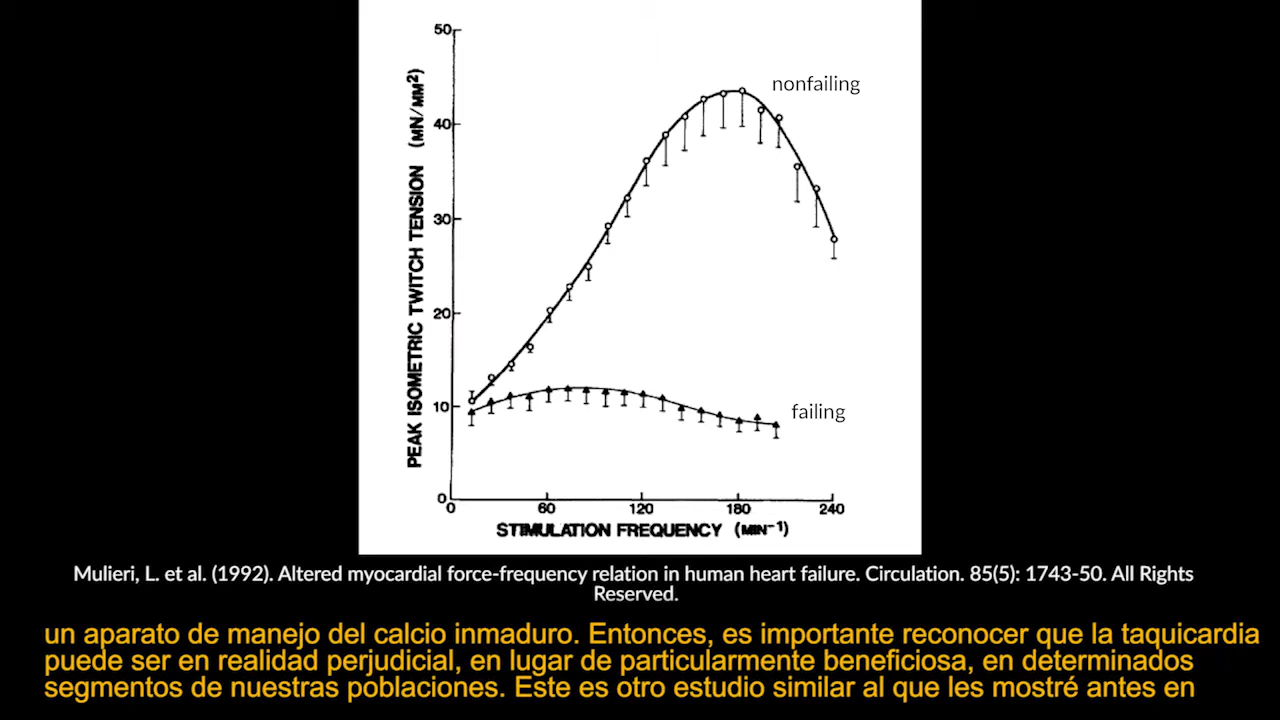 50
nonfailing
40
30
20
10
failing
0
0 60 120 180 240
PEAK ISOMETRIC TWITCH TENSION (MN/MM²)
STIMULATION FREQUENCY (MIN⁻¹)
Mulieri, L. et al. (1992). Altered myocardial force-frequency relation in human heart failure. Circulation. 85(5): 1743-50. All Rights
Reserved.
un aparato de manejo del calcio inmaduro. Entonces, es importante reconocer que la taquicardia
puede ser en realidad perjudicial, en lugar de particularmente beneficiosa, en determinados
segmentos de nuestras poblaciones. Este es otro estudio similar al que les mostré antes en